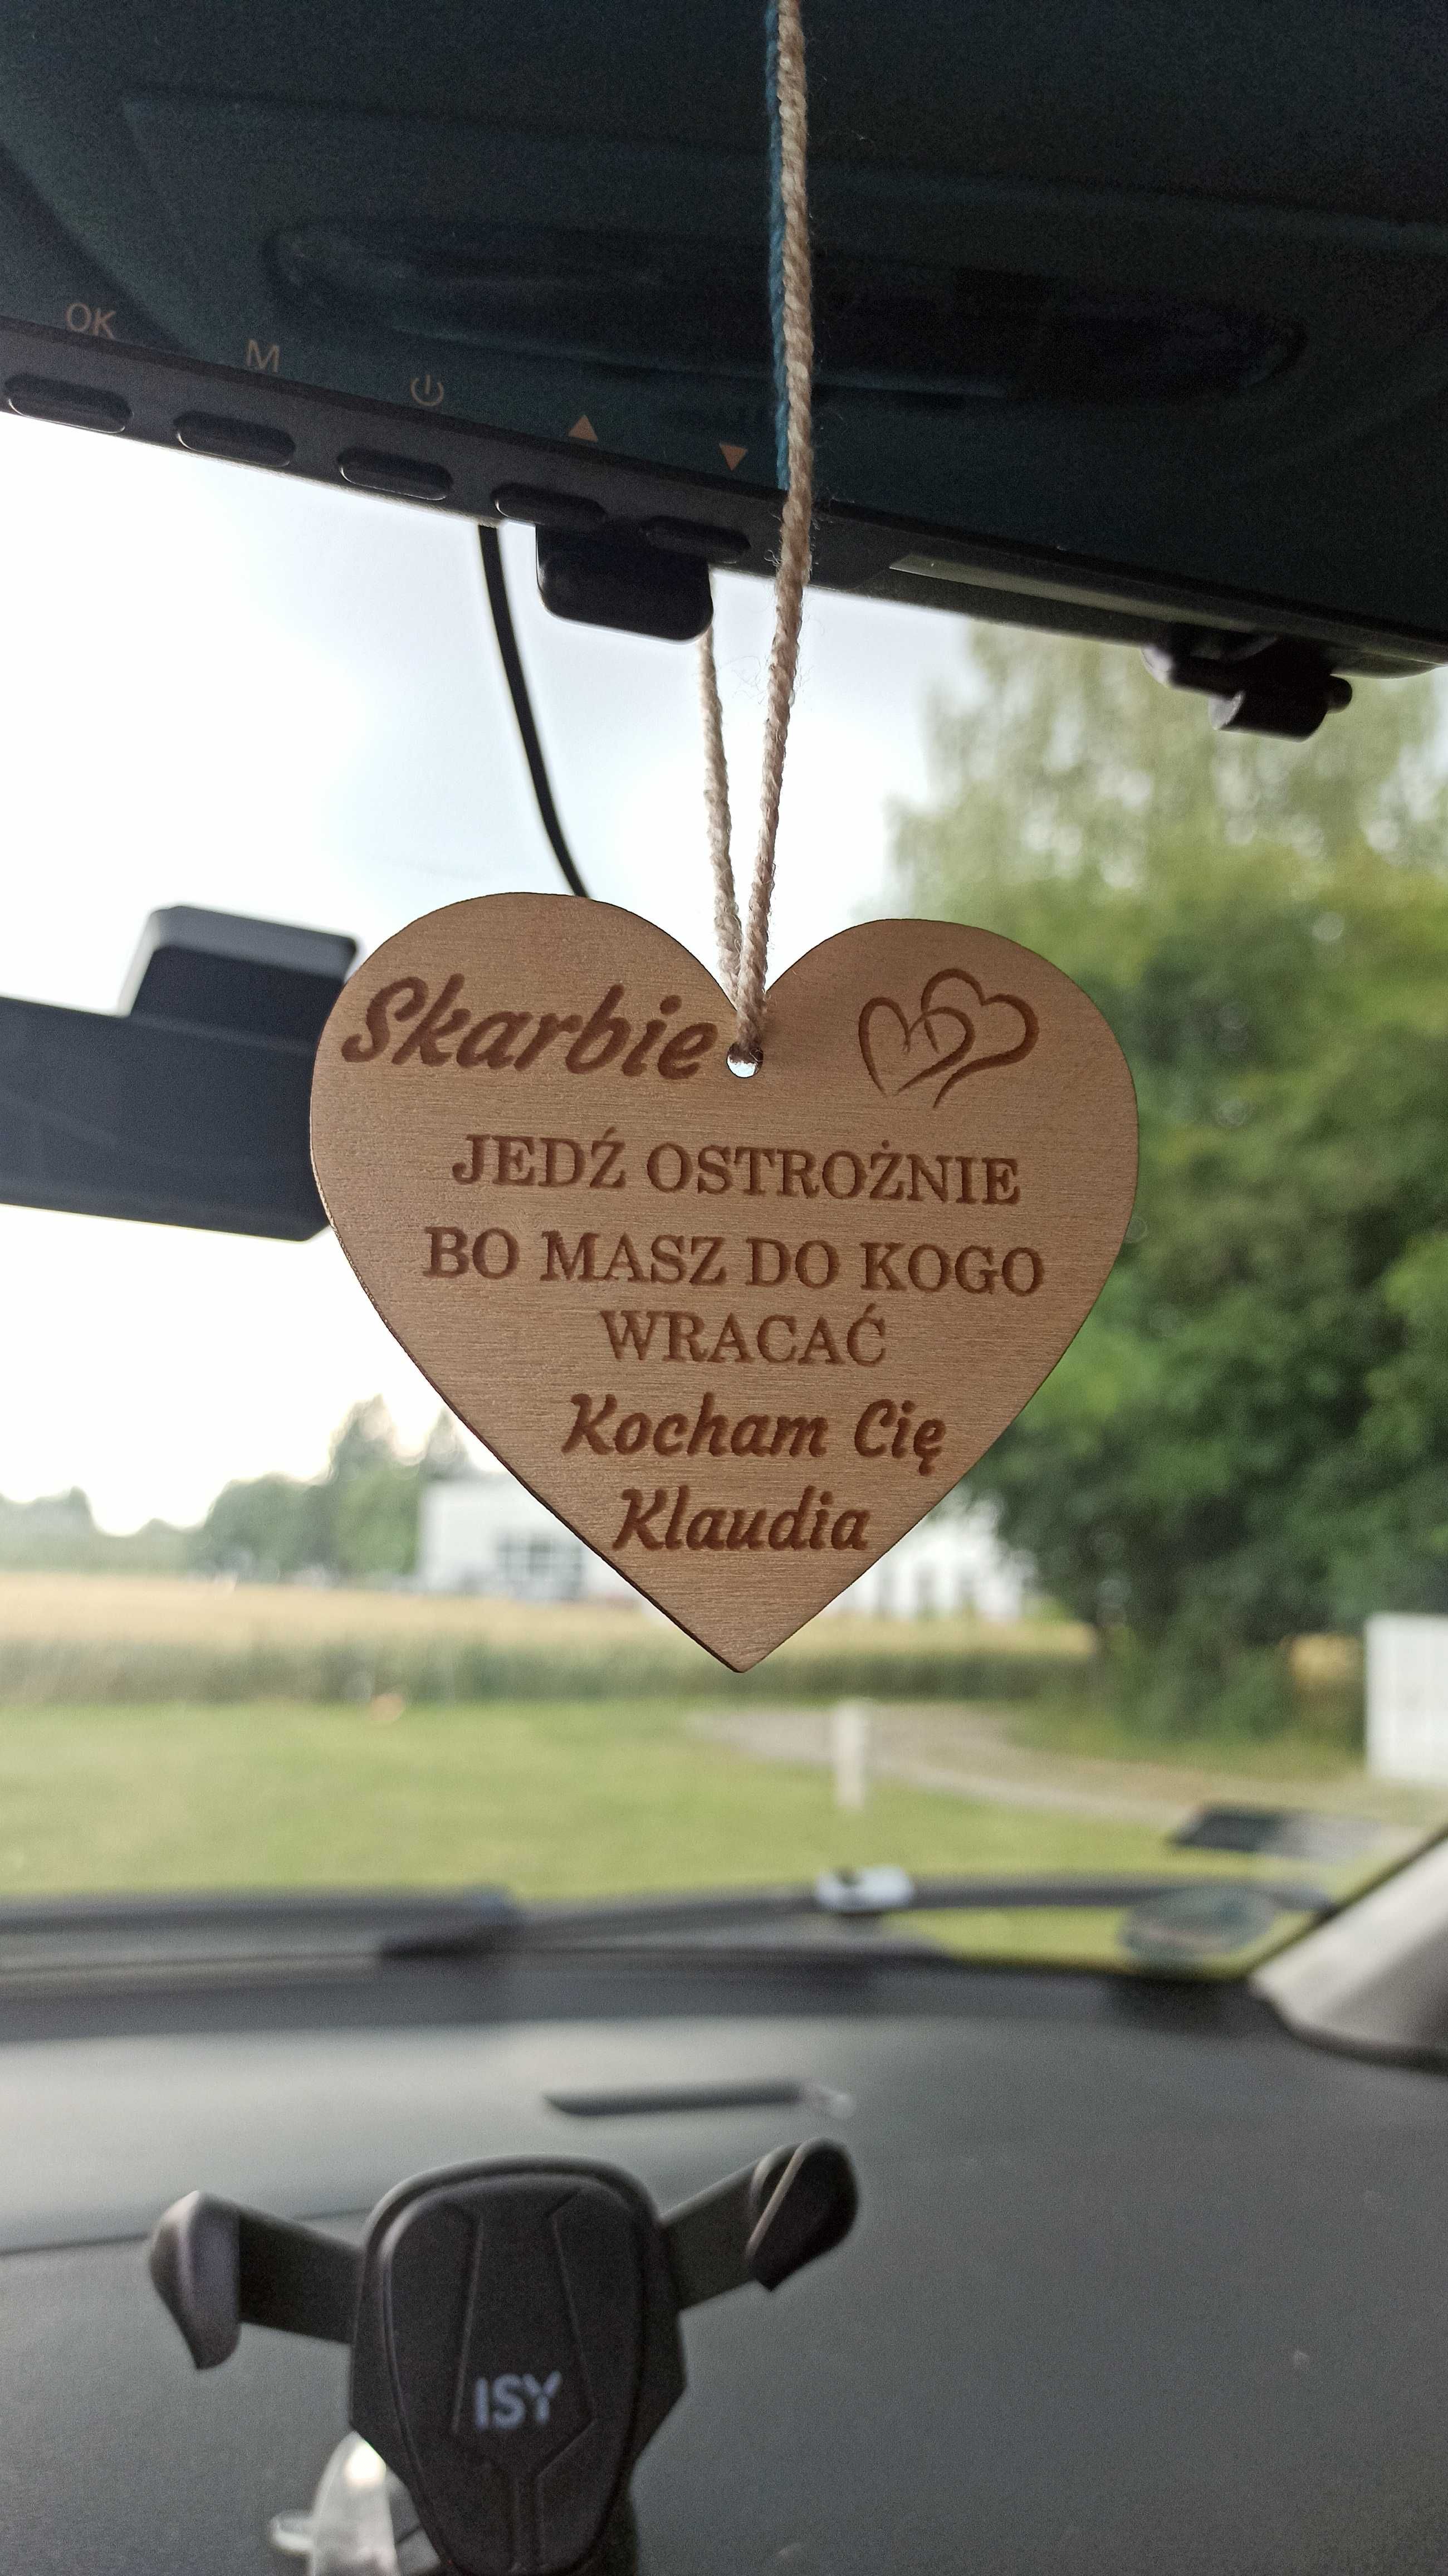 OK
M
Skarbie
JEDŹ OSTROŻNIE
BO MASZ DO KOGO
WRACAĆ
Kocham Cię
Klaudia
ISY